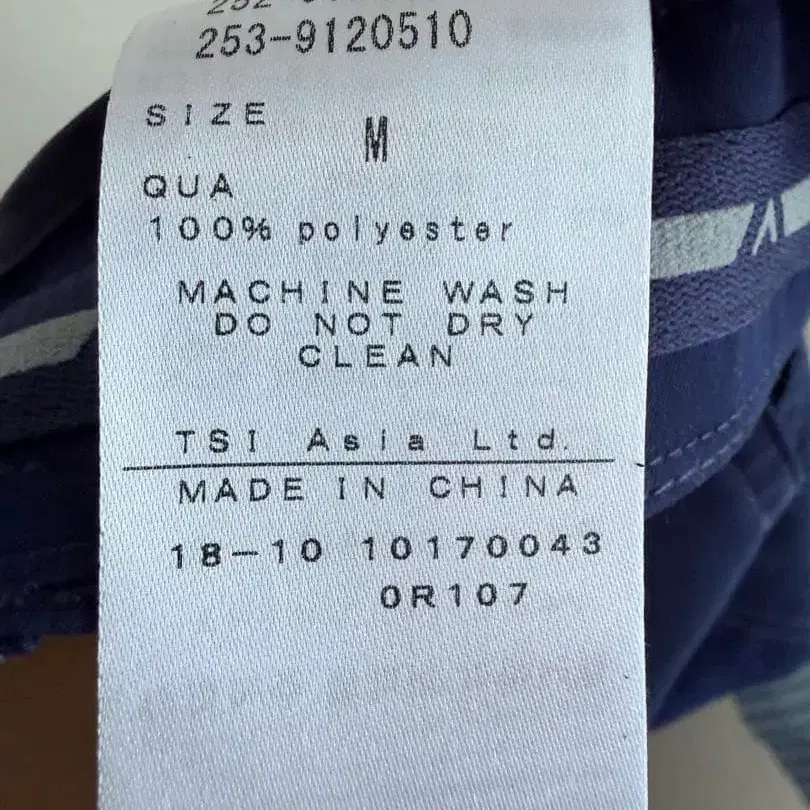 253-9120510
SIZE
M
QUA
100% polyester
MACHINE WASH
DO NOT DRY
CLEAN
TSI Asia Ltd.
MADE IN CHINA
18-10 10170043
0R107